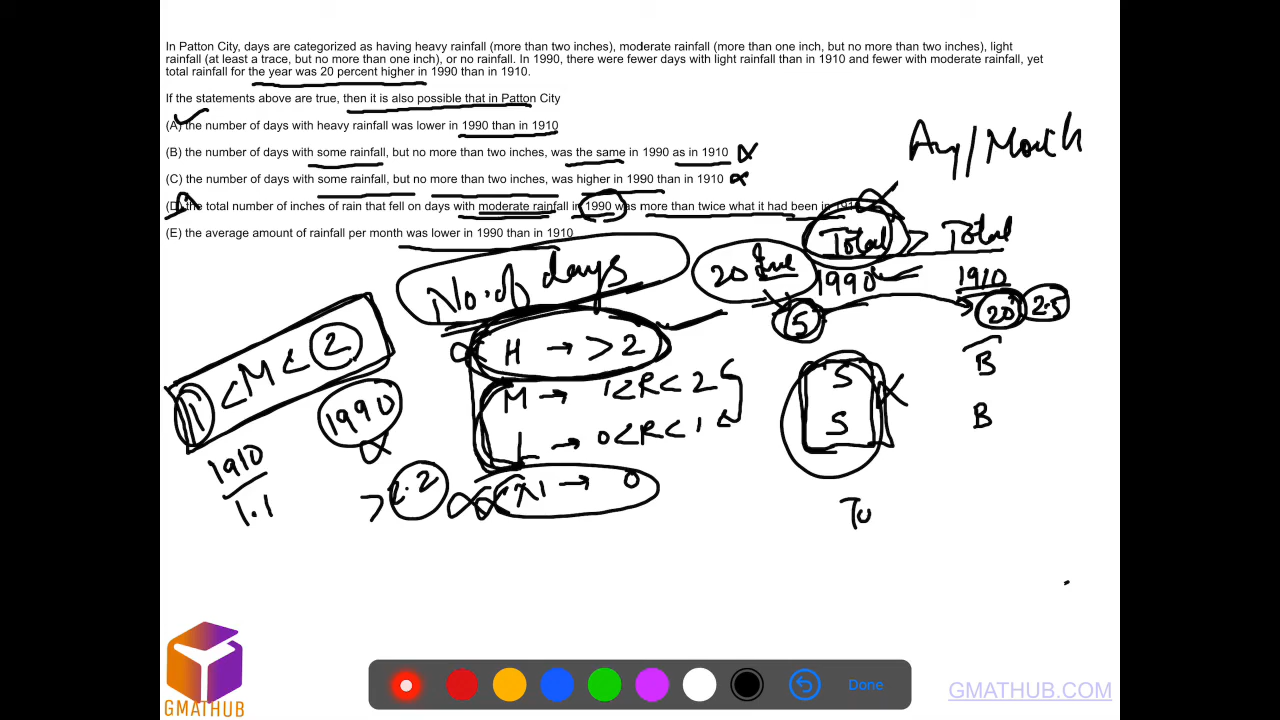 In Patton City, days are categorized as having heavy rainfall (more than two inches), moderate rainfall (more than one inch, but no more than two inches), light
rainfall (at least a trace, but no more than one inch), or no rainfall. In 1990, there were fewer days with light rainfall than in 1910 and fewer with moderate rainfall, yet
total rainfall for the year was 20 percent higher in 1990 than in 1910.
If the statements above are true, then it is also possible that in Patton City
(A) the number of days with heavy rainfall was lower in 1990 than in 1910
(B) the number of days with some rainfall, but no more than two inches, was the same in 1990 as in 1910
(C) the number of days with some rainfall, but no more than two inches, was higher in 1990 than in 1910
(D) the total number of inches of rain that fell on days with moderate rainfall in 1990 was more than twice what it had been in
(E) the average amount of rainfall per month was lower in 1990 than in 1910
Avg/Month
Total > Total
1990 1910
No. of days
20
5 20 2.5
H → > 2
M → 1<R<2
L → 0<R<1
→ 0
1 < M < 2
1990
1910
1.1
> 2.2
S B
S B
To
GMATHUB
Done
GMATHUB.COM